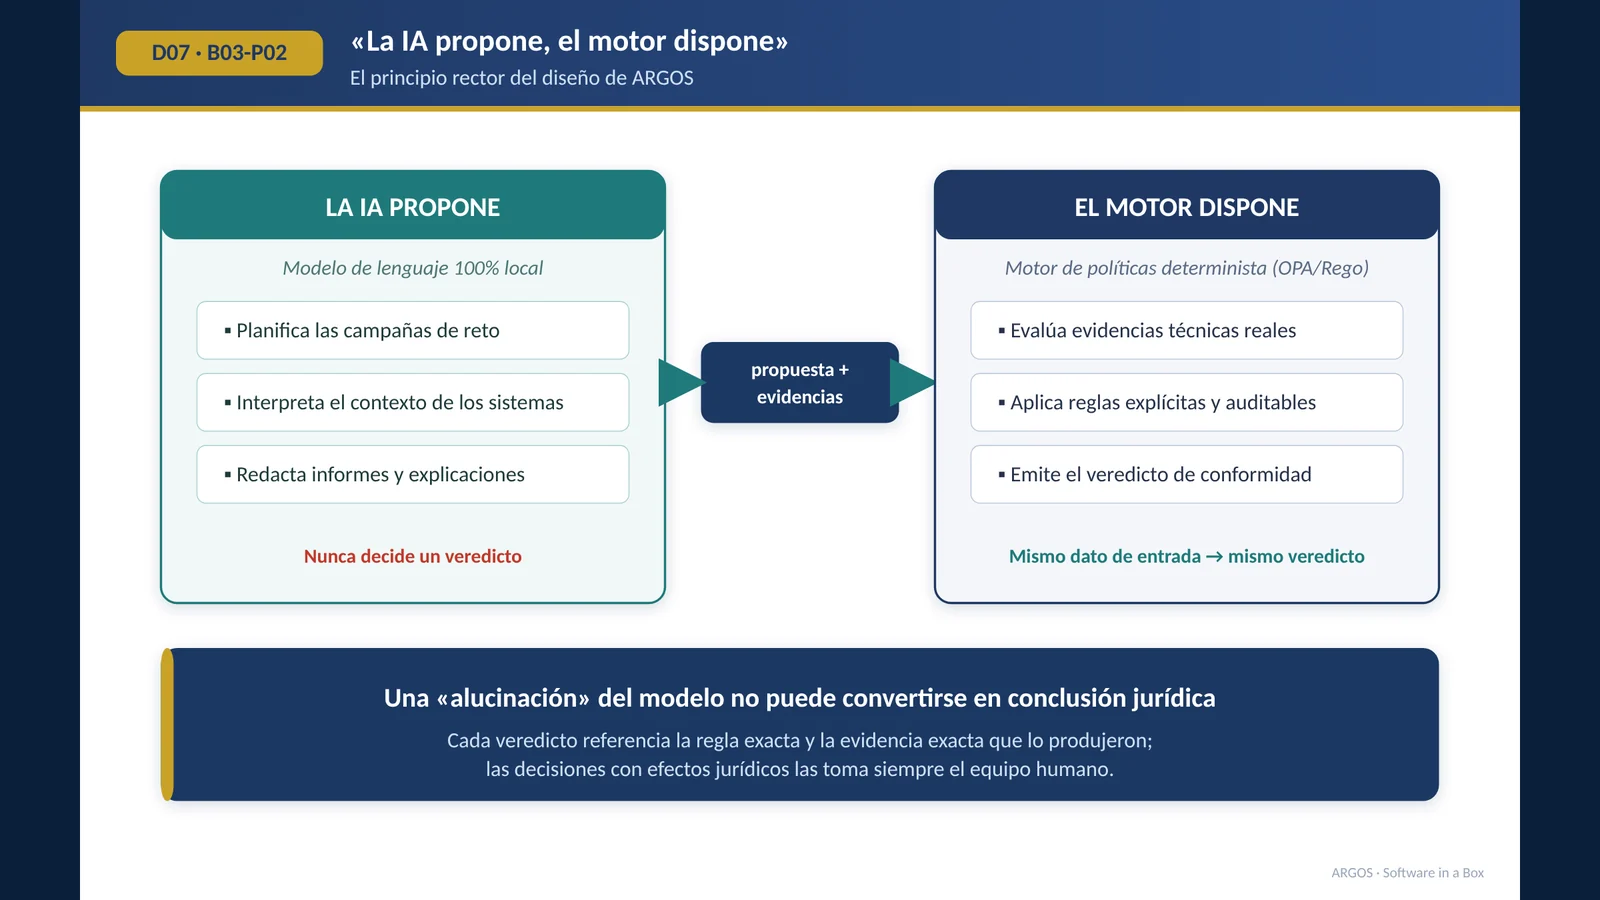 D07 · B03-P02
«La IA propone, el motor dispone»
El principio rector del diseño de ARGOS
LA IA PROPONE
Modelo de lenguaje 100% local
▪ Planifica las campañas de reto
▪ Interpreta el contexto de los sistemas
▪ Redacta informes y explicaciones
Nunca decide un veredicto
propuesta +
evidencias
EL MOTOR DISPONE
Motor de políticas determinista (OPA/Rego)
▪ Evalúa evidencias técnicas reales
▪ Aplica reglas explícitas y auditables
▪ Emite el veredicto de conformidad
Mismo dato de entrada → mismo veredicto
Una «alucinación» del modelo no puede convertirse en conclusión jurídica
Cada veredicto referencia la regla exacta y la evidencia exacta que lo produjeron;
las decisiones con efectos jurídicos las toma siempre el equipo humano.
ARGOS · Software in a Box